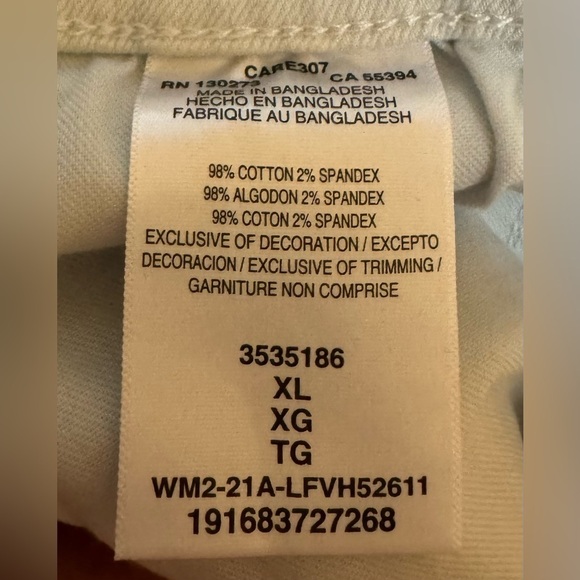 CARE307
RN 130273 CA 55394
MADE IN BANGLADESH
HECHO EN BANGLADESH
FABRIQUE AU BANGLADESH
98% COTTON 2% SPANDEX
98% ALGODON 2% SPANDEX
98% COTON 2% SPANDEX
EXCLUSIVE OF DECORATION / EXCEPTO
DECORACION / EXCLUSIVE OF TRIMMING /
GARNITURE NON COMPRISE
3535186
XL
XG
TG
WM2-21A-LFVH52611
191683727268